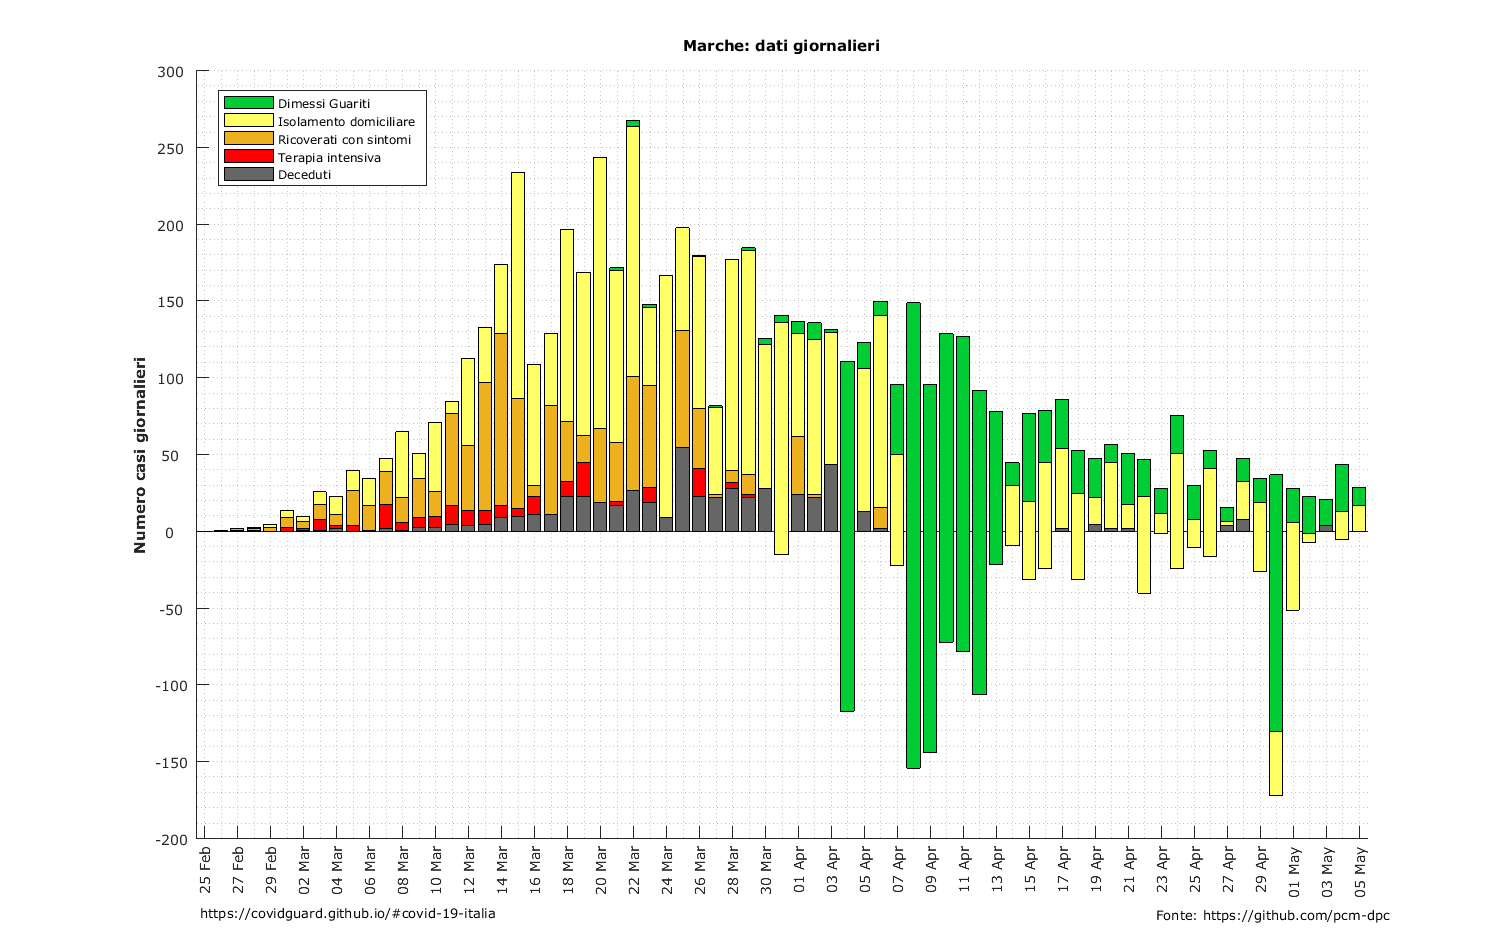 Marche: dati giornalieri
Numero casi giornalieri
300
250
200
150
100
50
0
-50
-100
-150
-200
Dimessi Guariti
Isolamento domiciliare
Ricoverati con sintomi
Terapia intensiva
Deceduti
25 Feb
27 Feb
29 Feb
02 Mar
04 Mar
06 Mar
08 Mar
10 Mar
12 Mar
14 Mar
16 Mar
18 Mar
20 Mar
22 Mar
24 Mar
26 Mar
28 Mar
30 Mar
01 Apr
03 Apr
05 Apr
07 Apr
09 Apr
11 Apr
13 Apr
15 Apr
17 Apr
19 Apr
21 Apr
23 Apr
25 Apr
27 Apr
29 Apr
01 May
03 May
05 May
https://covidguard.github.io/#covid-19-italia
Fonte: https://github.com/pcm-dpc